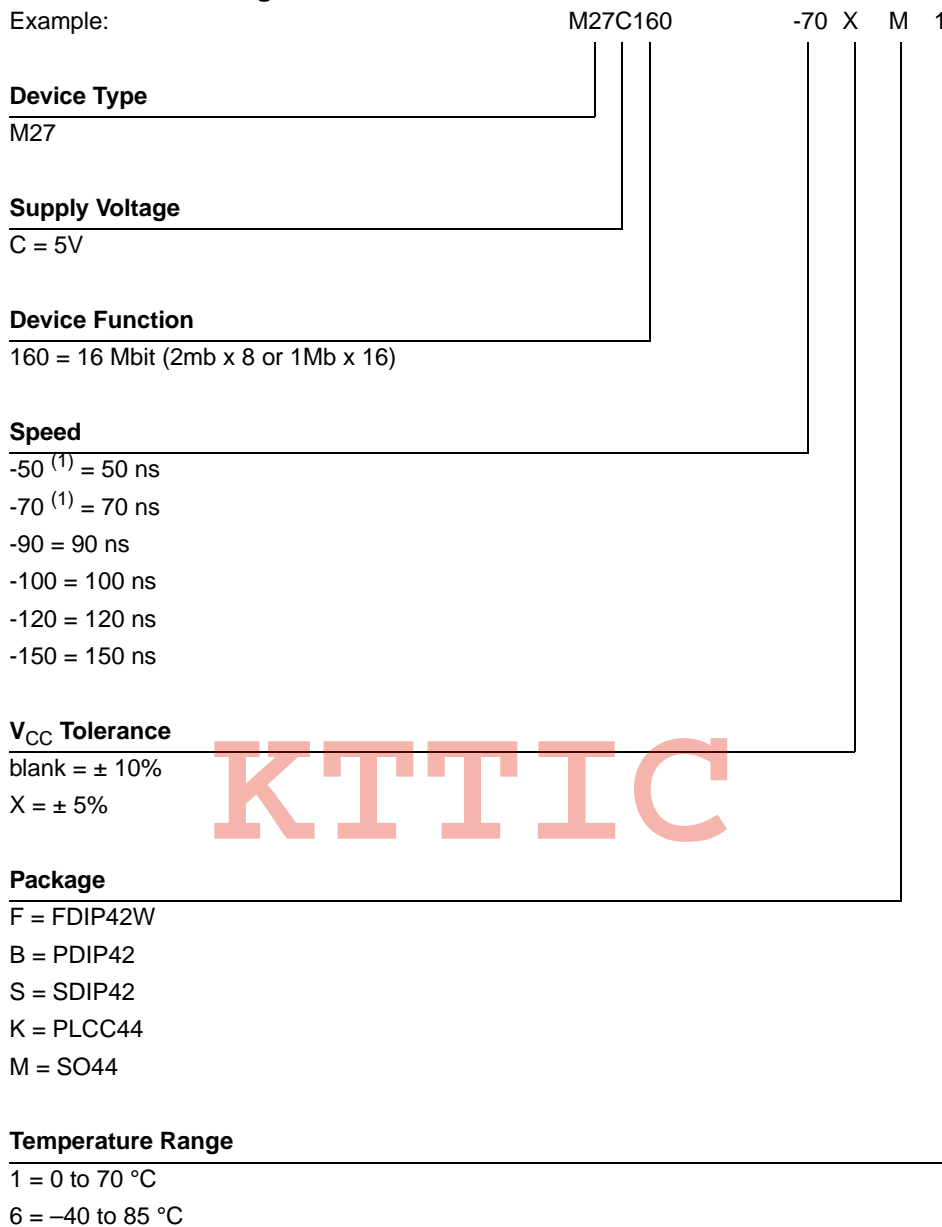 Example: M27C160 -70 X M 1
Device Type
M27
Supply Voltage
C = 5V
Device Function
160 = 16 Mbit (2mb x 8 or 1Mb x 16)
Speed
-50 (1) = 50 ns
-70 (1) = 70 ns
-90 = 90 ns
-100 = 100 ns
-120 = 120 ns
-150 = 150 ns
VCC Tolerance
blank = ± 10%
X = ± 5%
KTTIC
Package
F = FDIP42W
B = PDIP42
S = SDIP42
K = PLCC44
M = SO44
Temperature Range
1 = 0 to 70 °C
6 = –40 to 85 °C